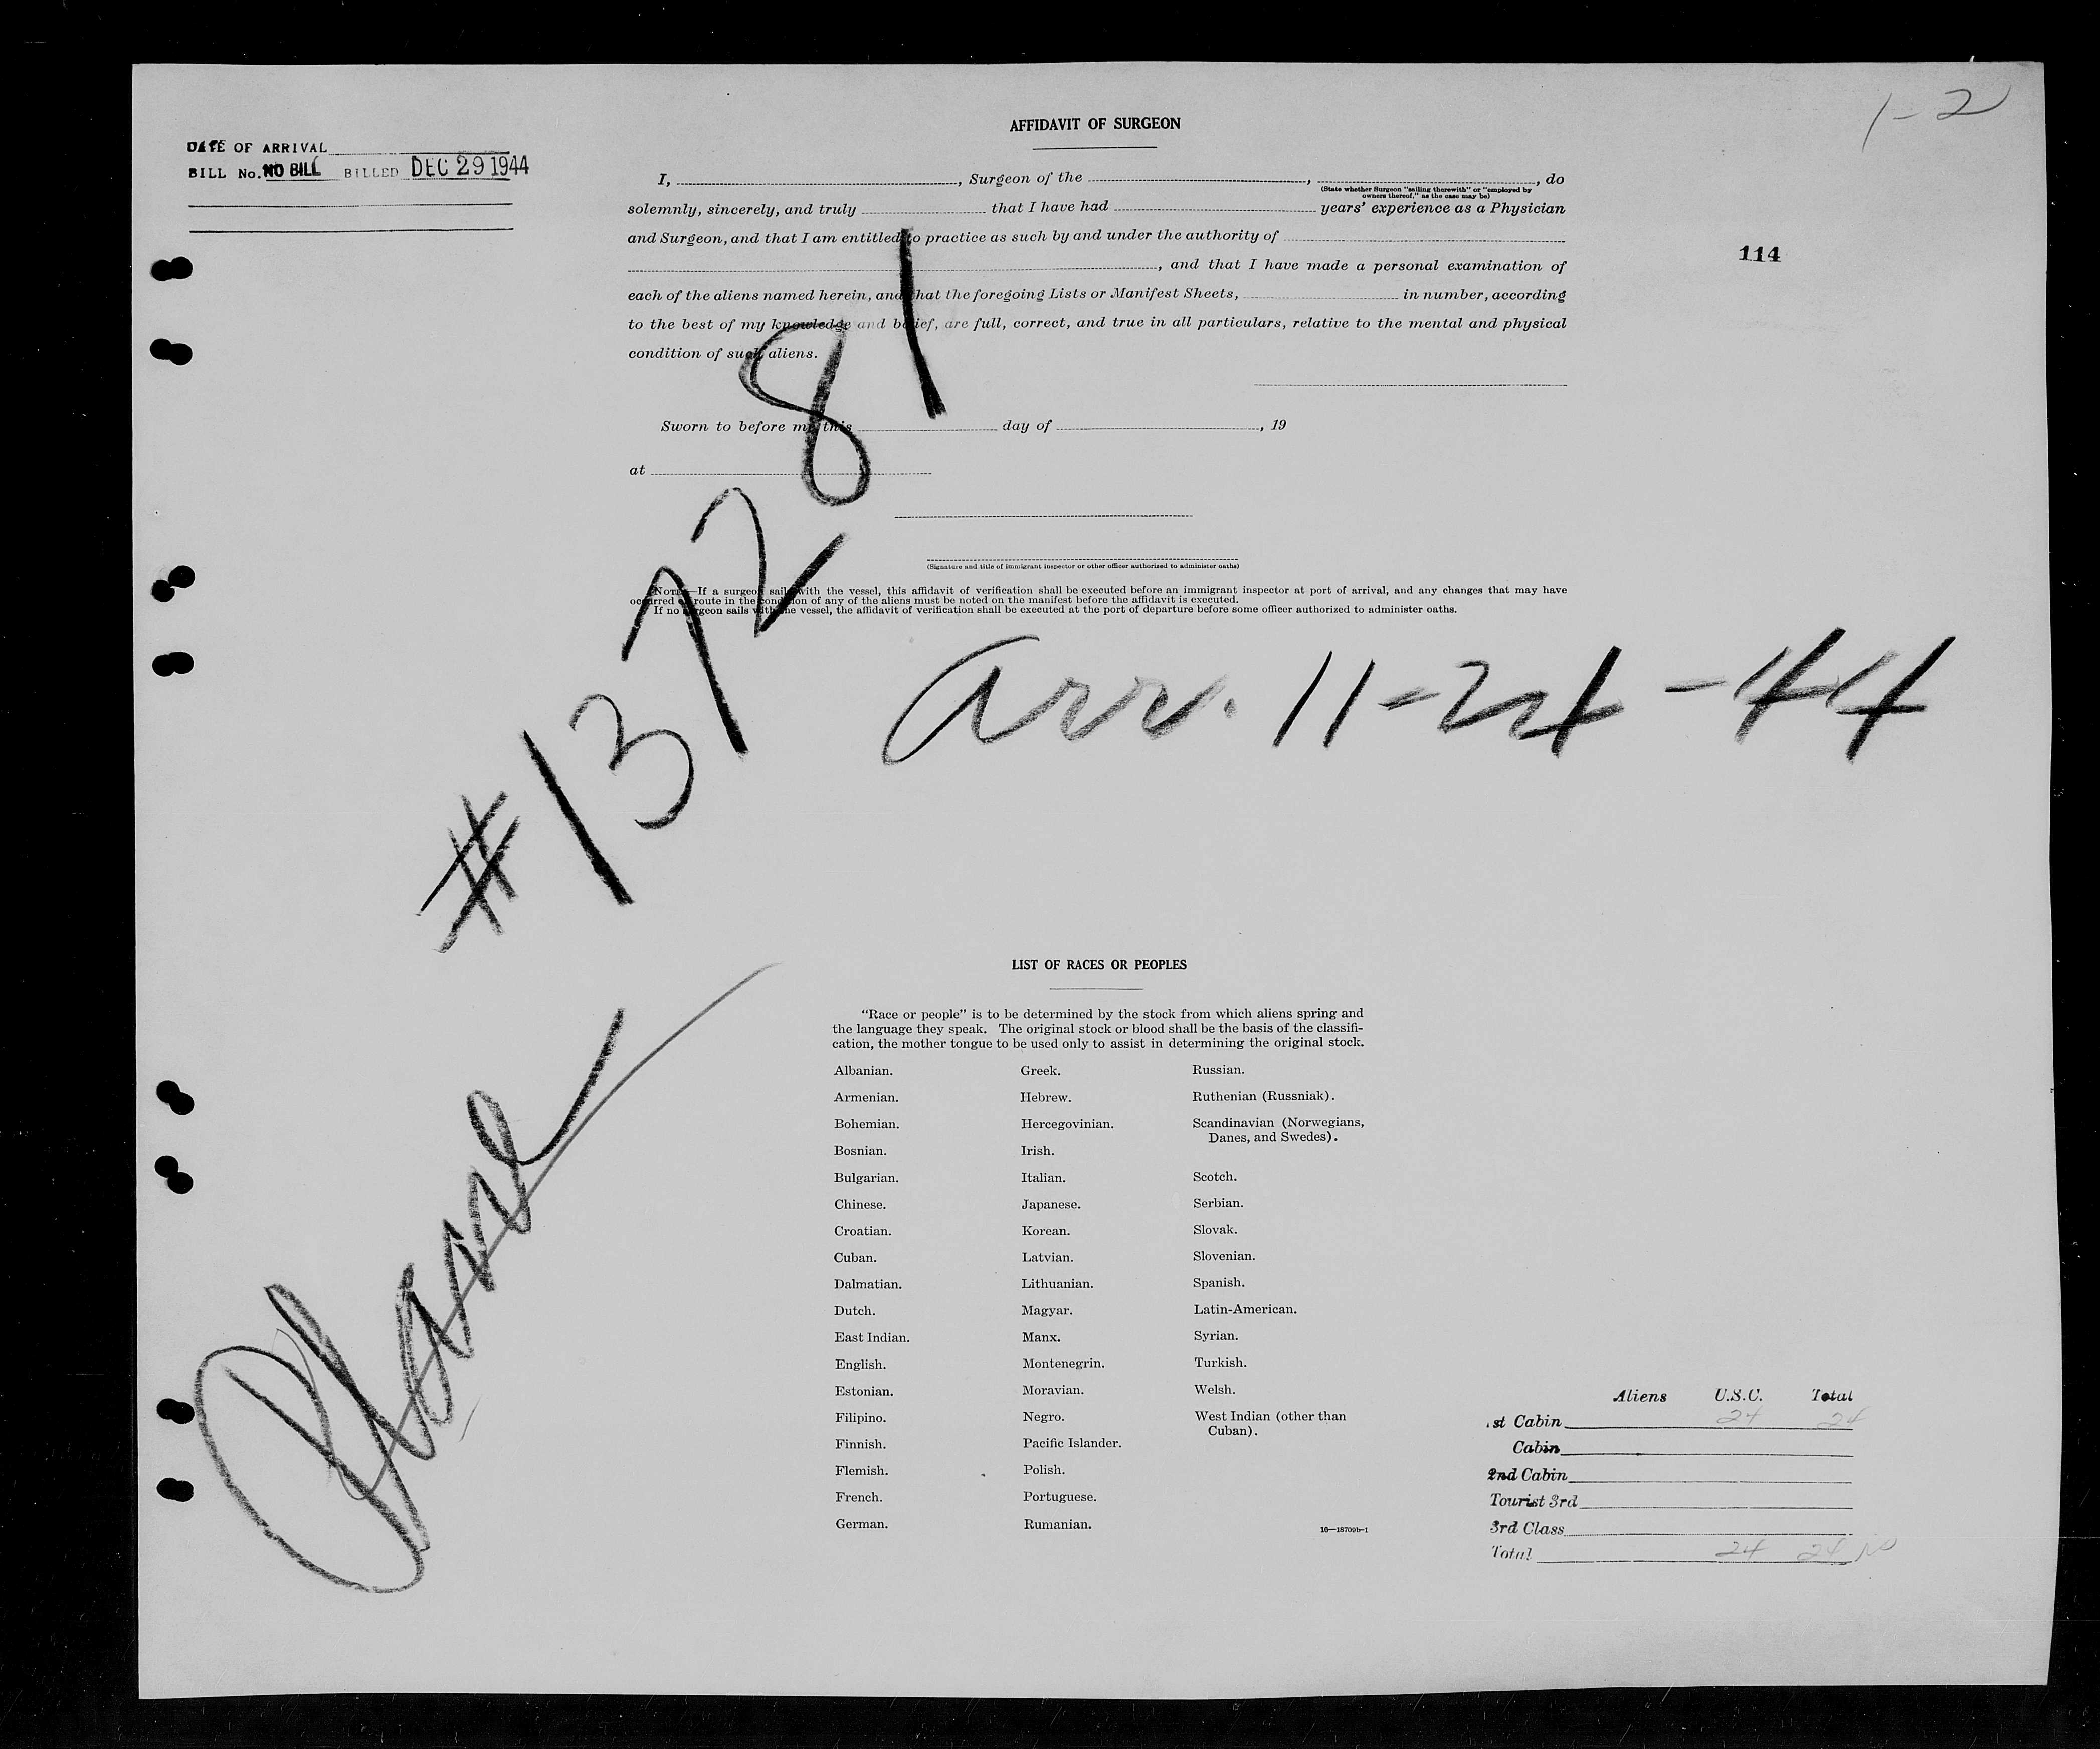 1-2
DATE OF ARRIVAL
BILL No. NO BILL BILLED DEC 29 1944
114
AFFIDAVIT OF SURGEON
I, , Surgeon of the , , do
(State whether Surgeon "sailing therewith" or "employed by
owners thereof," as the case may be)
solemnly, sincerely, and truly that I have had years' experience as a Physician
and Surgeon, and that I am entitled to practice as such by and under the authority of
, and that I have made a personal examination of
each of the aliens named herein, and that the foregoing Lists or Manifest Sheets, in number, according
to the best of my knowledge and belief, are full, correct, and true in all particulars, relative to the mental and physical
condition of such aliens.
Sworn to before me this day of , 19
at
(Signature and title of immigrant inspector or other officer authorized to administer oaths)
NOTE.—If a surgeon sails with the vessel, this affidavit of verification shall be executed before an immigrant inspector at port of arrival, and any changes that may have
occurred en route in the condition of any of the aliens must be noted on the manifest before the affidavit is executed.
If no surgeon sails with the vessel, the affidavit of verification shall be executed at the port of departure before some officer authorized to administer oaths.
#137281
arr. 11-24-44
Plane
LIST OF RACES OR PEOPLES
"Race or people" is to be determined by the stock from which aliens spring and
the language they speak. The original stock or blood shall be the basis of the classifi-
cation, the mother tongue to be used only to assist in determining the original stock.
Albanian. Greek. Russian.
Armenian. Hebrew. Ruthenian (Russniak).
Bohemian. Hercegovinian. Scandinavian (Norwegians,
Danes, and Swedes).
Bosnian. Irish.
Bulgarian. Italian. Scotch.
Chinese. Japanese. Serbian.
Croatian. Korean. Slovak.
Cuban. Latvian. Slovenian.
Dalmatian. Lithuanian. Spanish.
Dutch. Magyar. Latin-American.
East Indian. Manx. Syrian.
English. Montenegrin. Turkish.
Estonian. Moravian. Welsh.
Filipino. Negro. West Indian (other than
Cuban).
Finnish. Pacific Islander.
Flemish. Polish.
French. Portuguese.
German. Rumanian.
16—18709b-1
Aliens U.S.C. Total
1st Cabin 24 24
Cabin
2nd Cabin
Tourist 3rd
3rd Class
Total 24 24